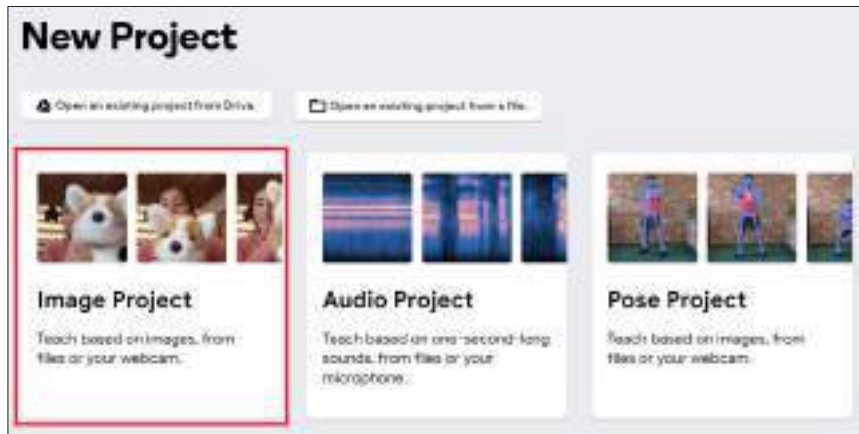 New Project
Open an existing project from Drive.
Open an existing project from a file.
Image Project
Teach based on images, from
files or your webcam.
Audio Project
Teach based on one-second-long
sounds, from files or your
microphone.
Pose Project
Teach based on images, from
files or your webcam.